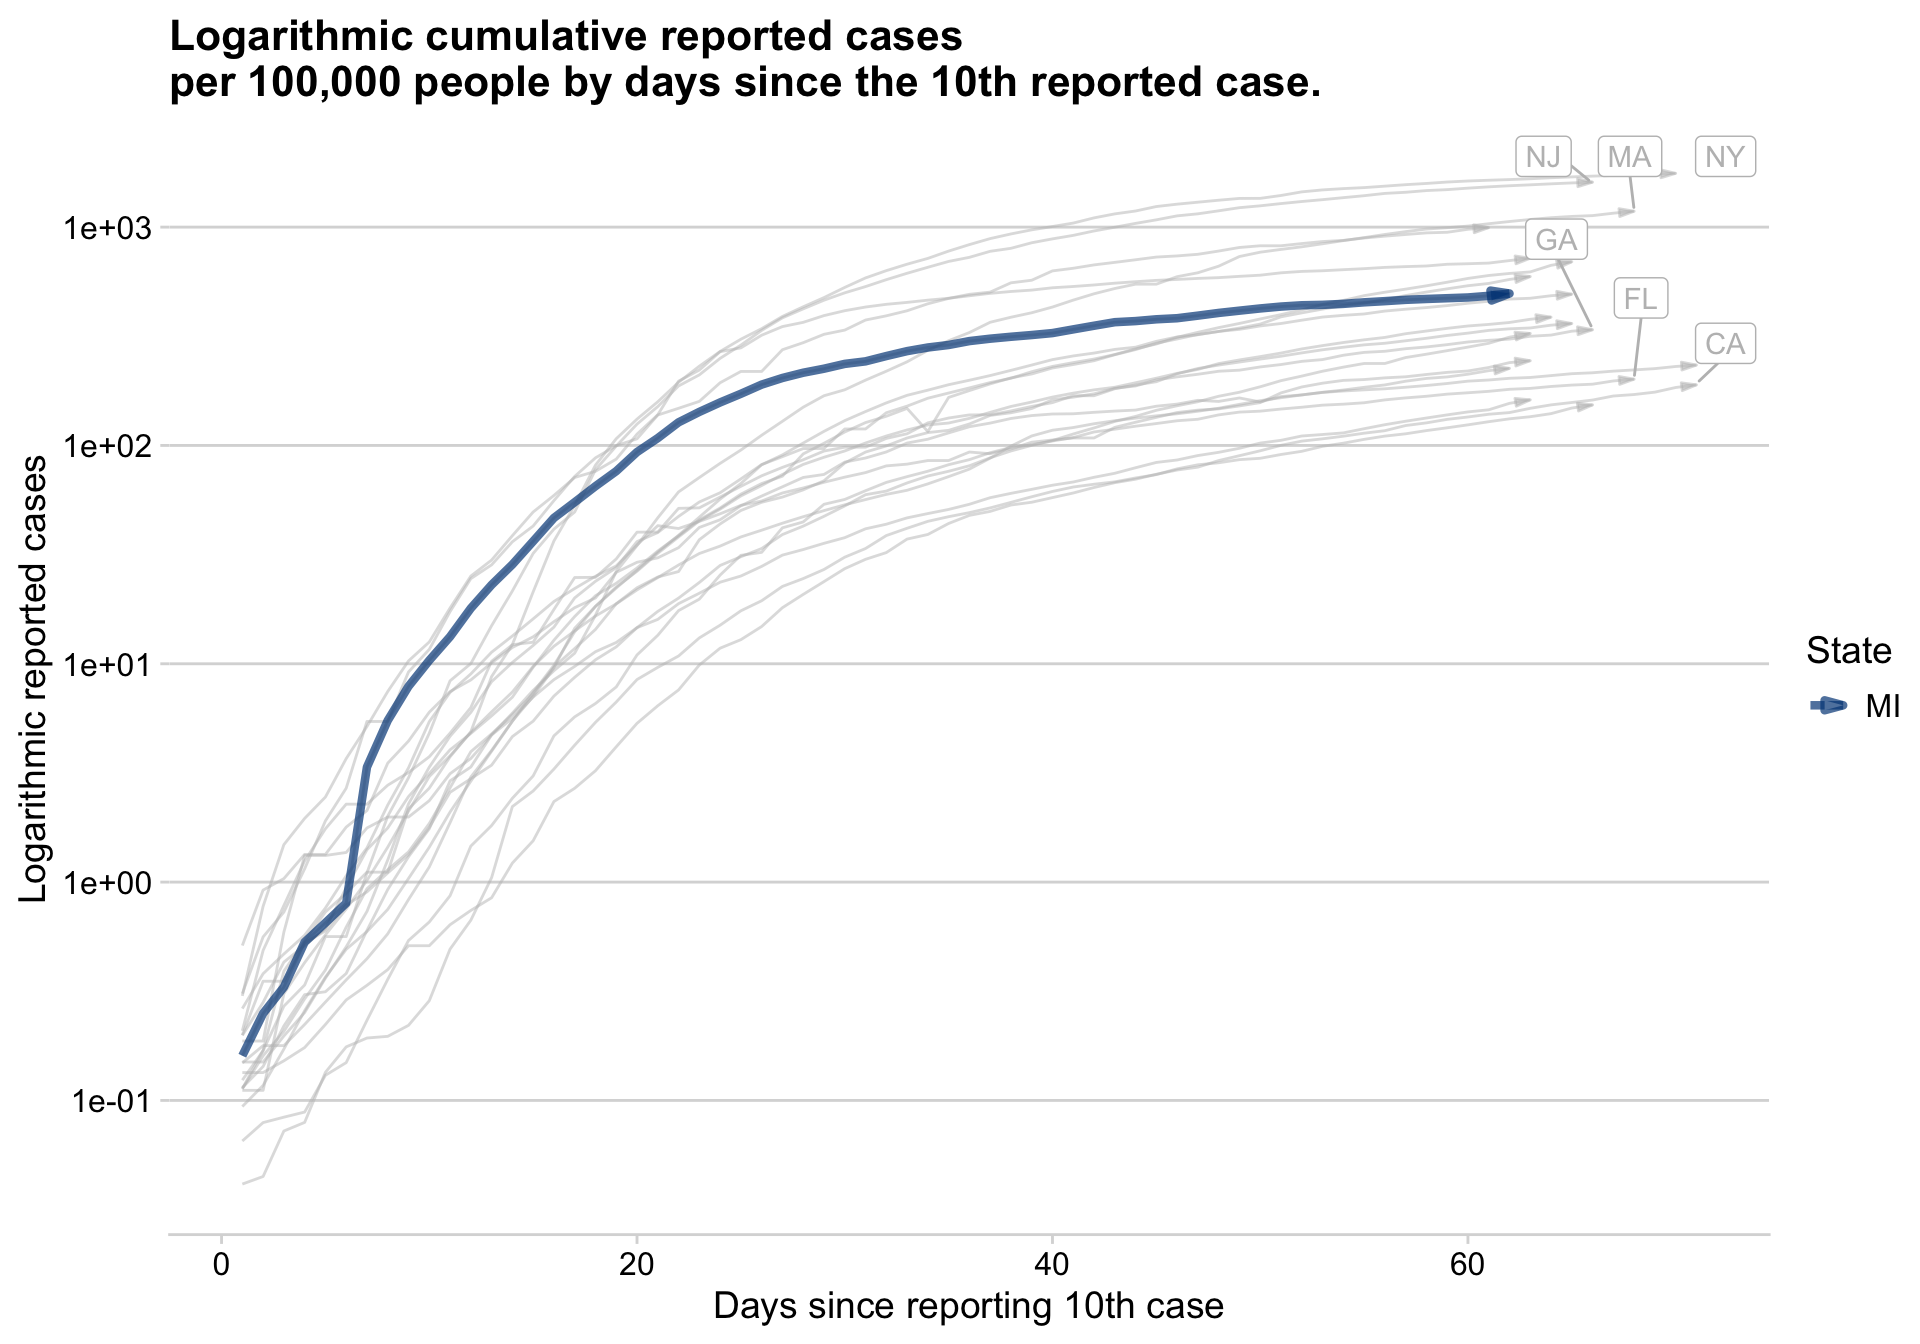 Logarithmic cumulative reported cases
per 100,000 people by days since the 10th reported case.
NJ
MA
NY
GA
FL
CA
1e+03
1e+02
1e+01
1e+00
1e-01
Logarithmic reported cases
0
20
40
60
Days since reporting 10th case
State
MI